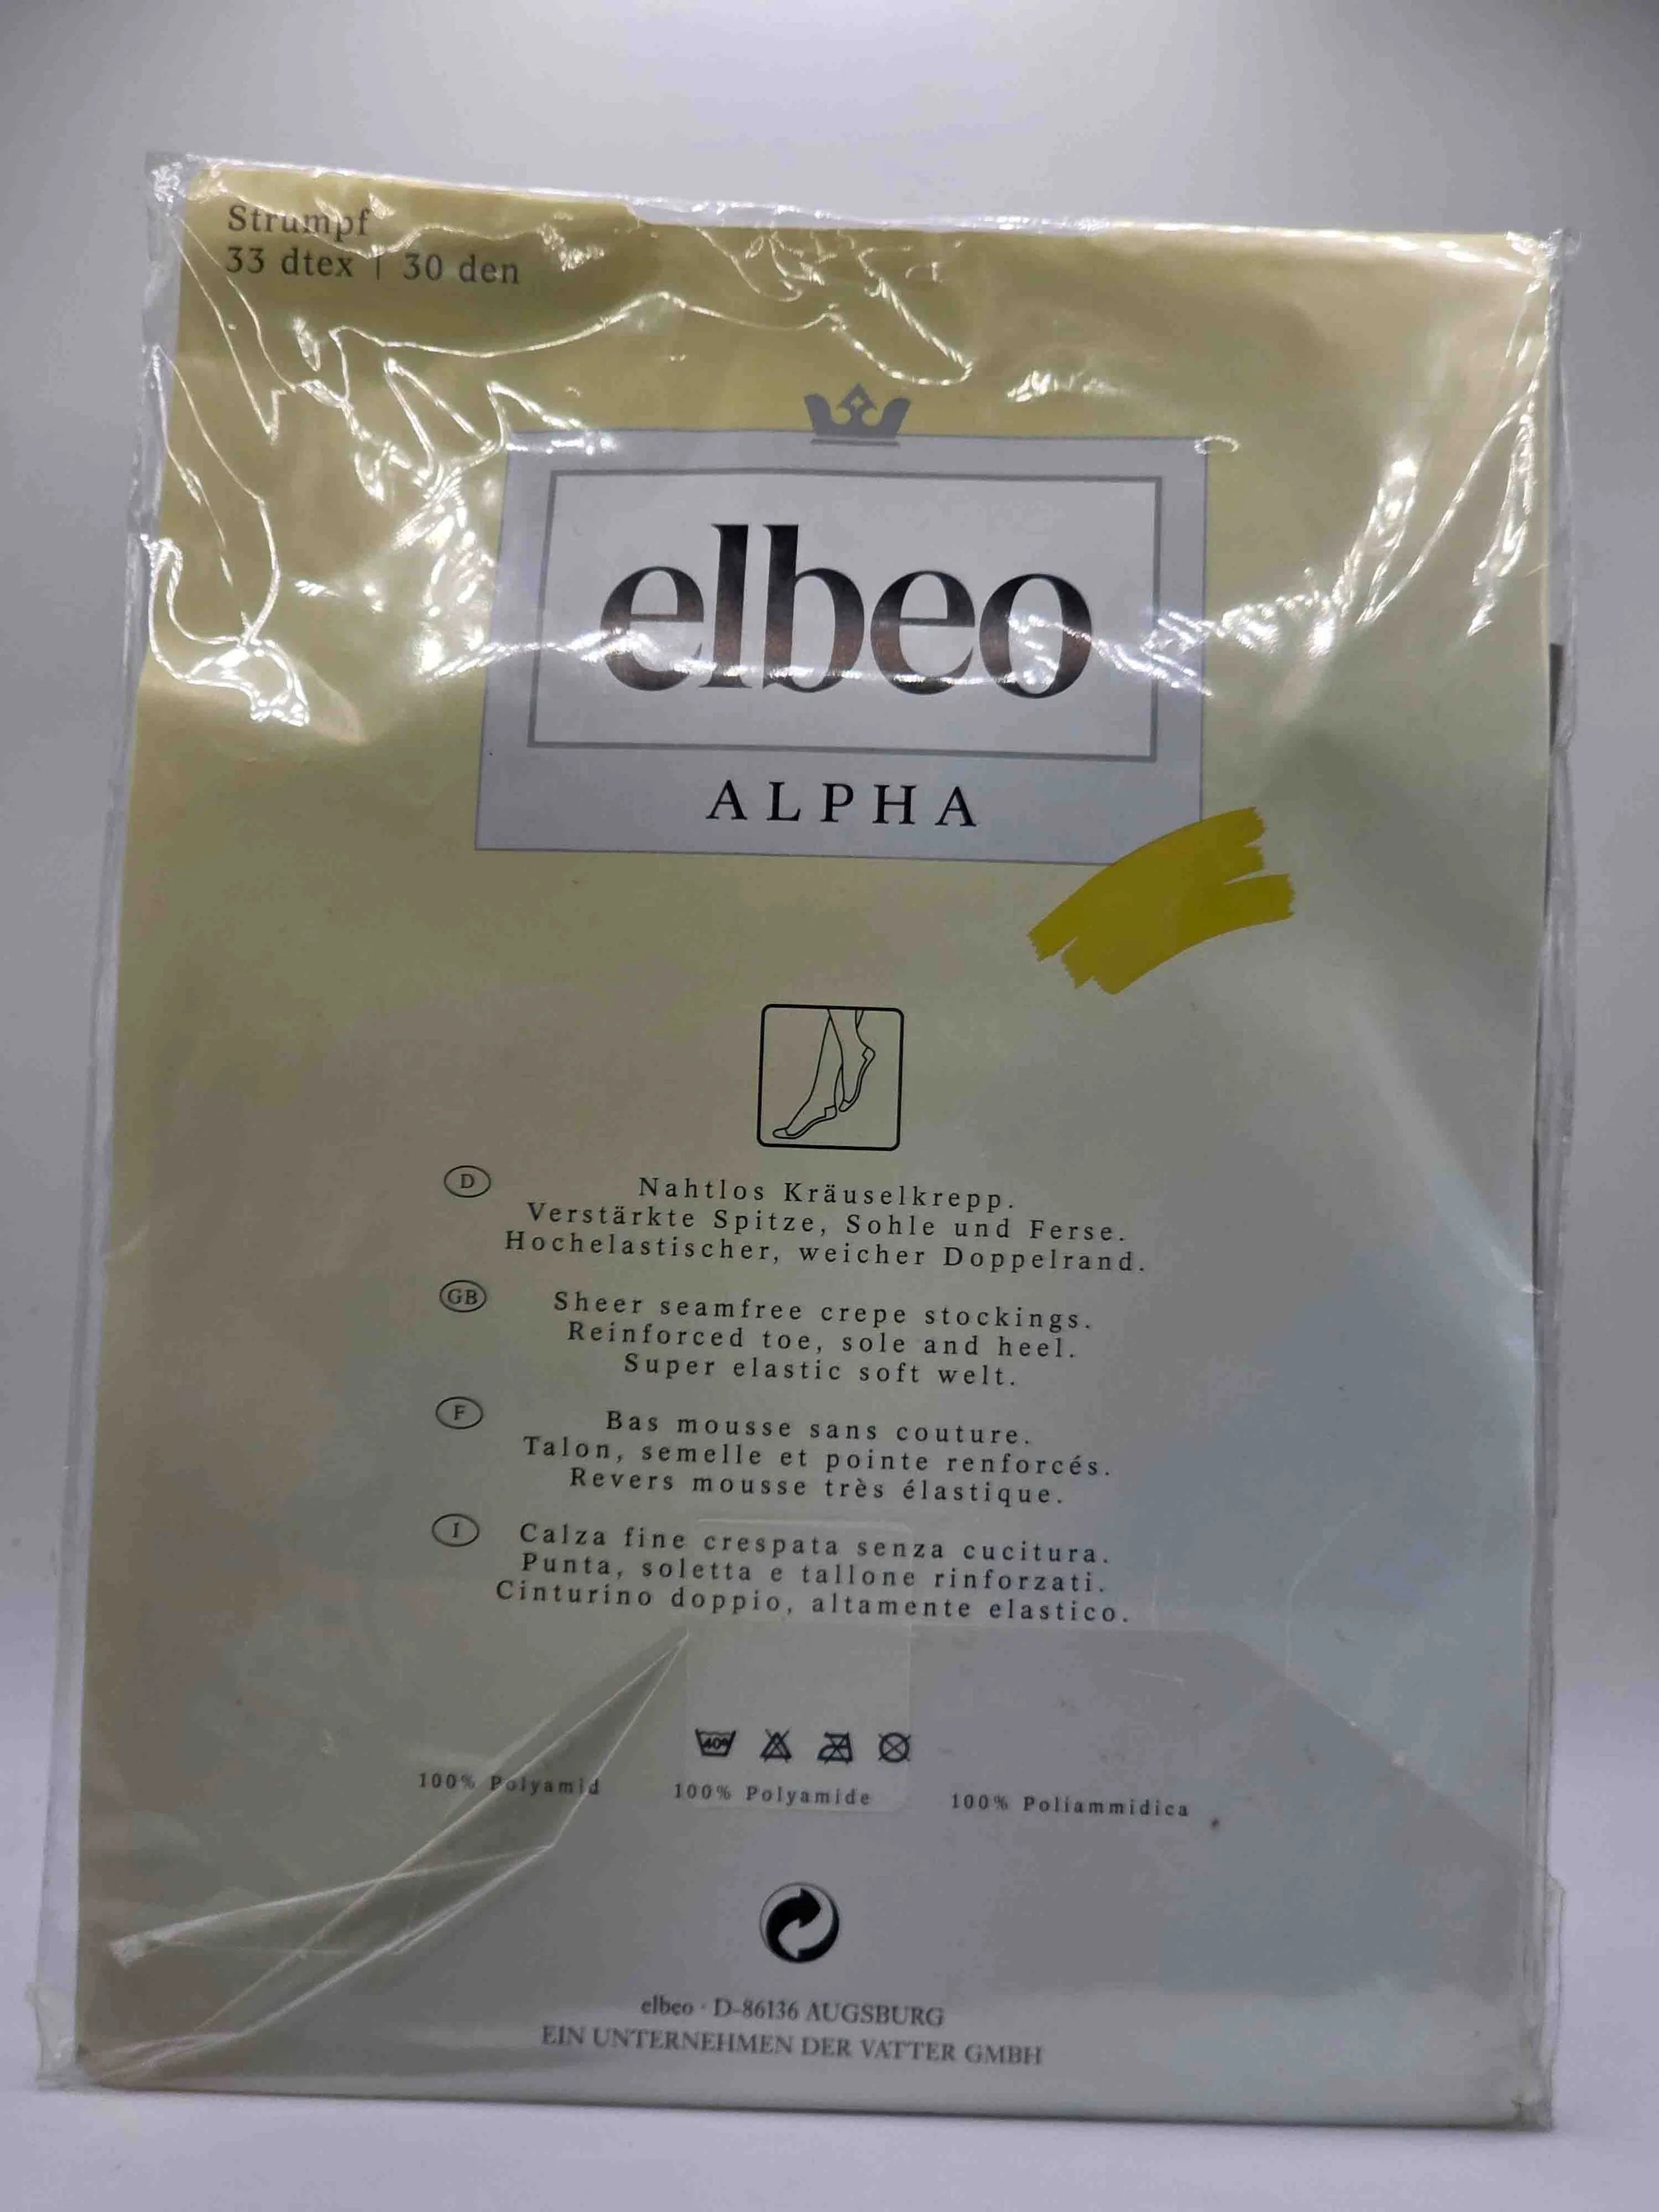 Strumpf
33 dtex | 30 den
elbeo
ALPHA
D
Nahtlos Kräuselkrepp.
Verstärkte Spitze, Sohle und Ferse.
Hochelastischer, weicher Doppelrand.
GB
Sheer seamfree crepe stockings.
Reinforced toe, sole and heel.
Super elastic soft welt.
F
Bas mousse sans couture.
Talon, semelle et pointe renforcés.
Revers mousse très élastique.
I
Calza fine crespata senza cucitura.
Punta, soletta e tallone rinforzati.
Cinturino doppio, altamente elastico.
40°
100% Polyamid 100% Polyamide 100% Poliammidica
elbeo · D-86136 AUGSBURG
EIN UNTERNEHMEN DER VATTER GMBH